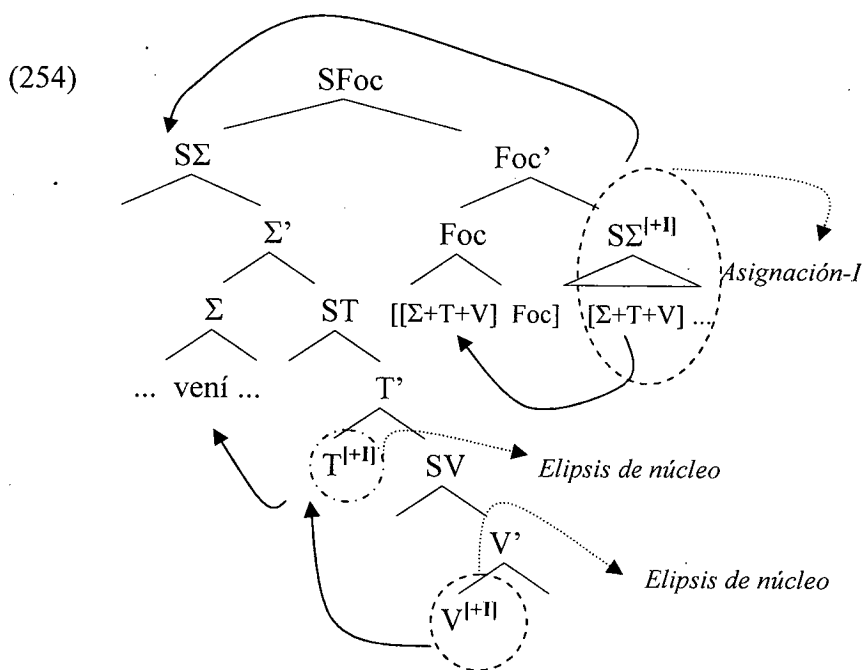 (254)
SFoc
SΣ Foc’
Σ’ Foc SΣ[+I]
Asignación-I
Σ ST [[Σ+T+V] Foc] [Σ+T+V] ...
... vení ... T’
T[+I] SV Elipsis de núcleo
V’
Elipsis de núcleo
V[+I]